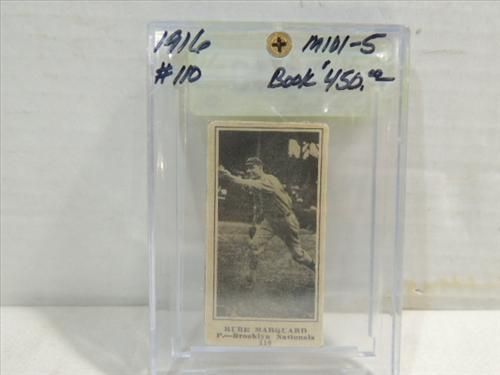 1916 M101-5
#110 Book $450.00
RUBE MARQUARD
P.—Brooklyn Nationals
110